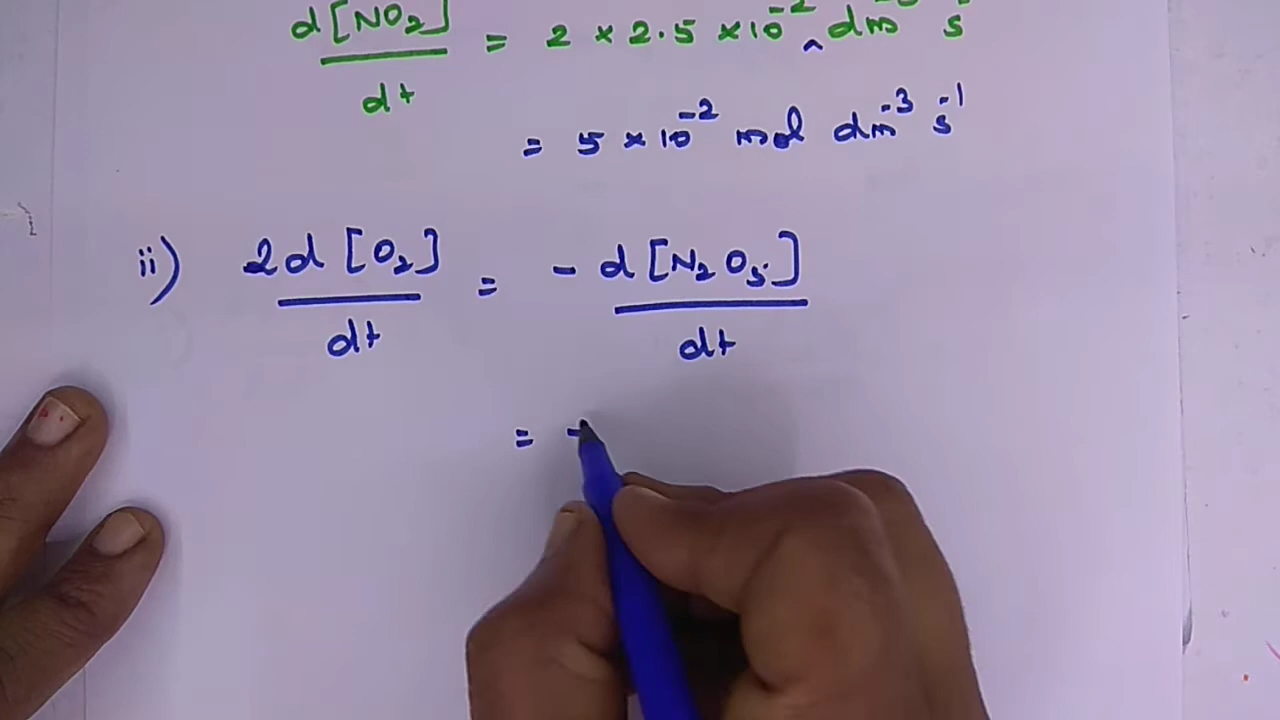 d[NO₂]/dt = 2 × 2.5 × 10⁻² ^ dm s
= 5 × 10⁻² mol dm⁻³ s⁻¹
ii) 2d[O₂]/dt = - d[N₂O₅]/dt
= -